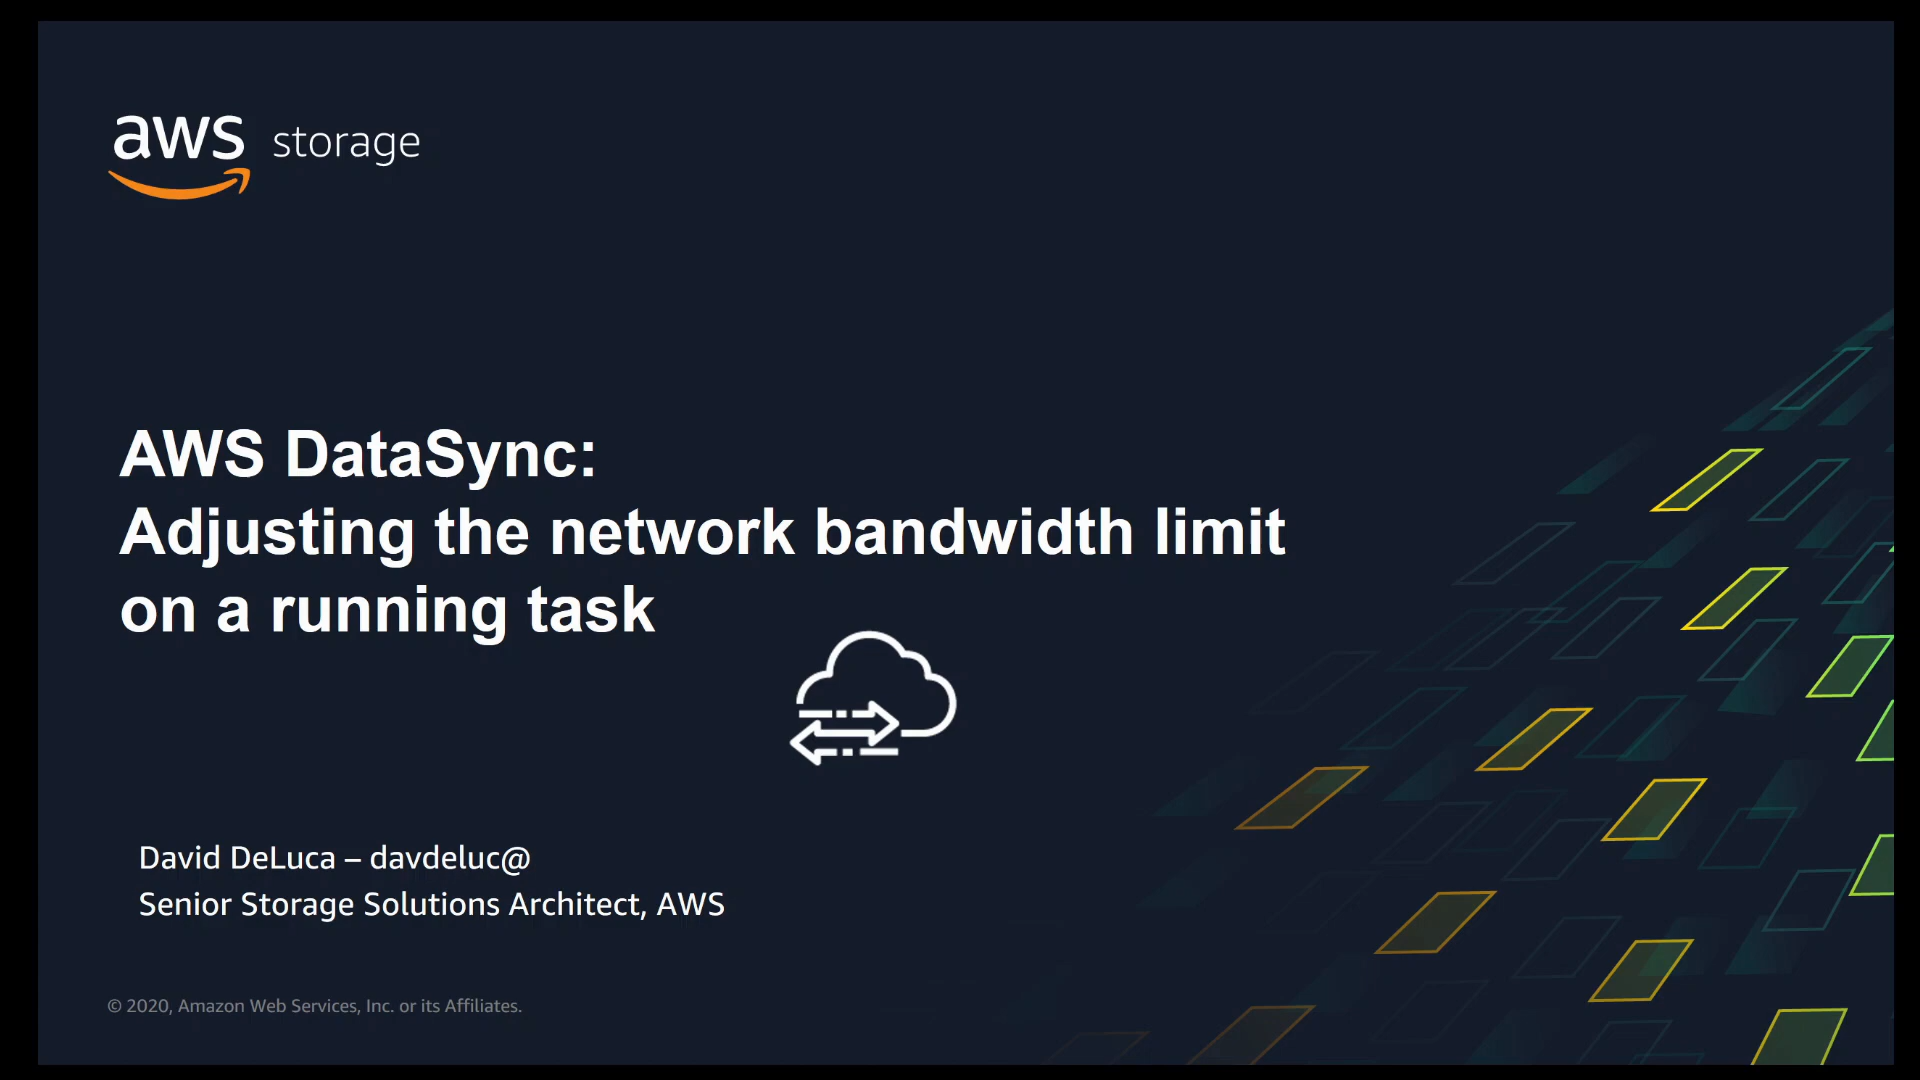 aws storage
AWS DataSync:
Adjusting the network bandwidth limit
on a running task
David DeLuca – davdeluc@
Senior Storage Solutions Architect, AWS
© 2020, Amazon Web Services, Inc. or its Affiliates.